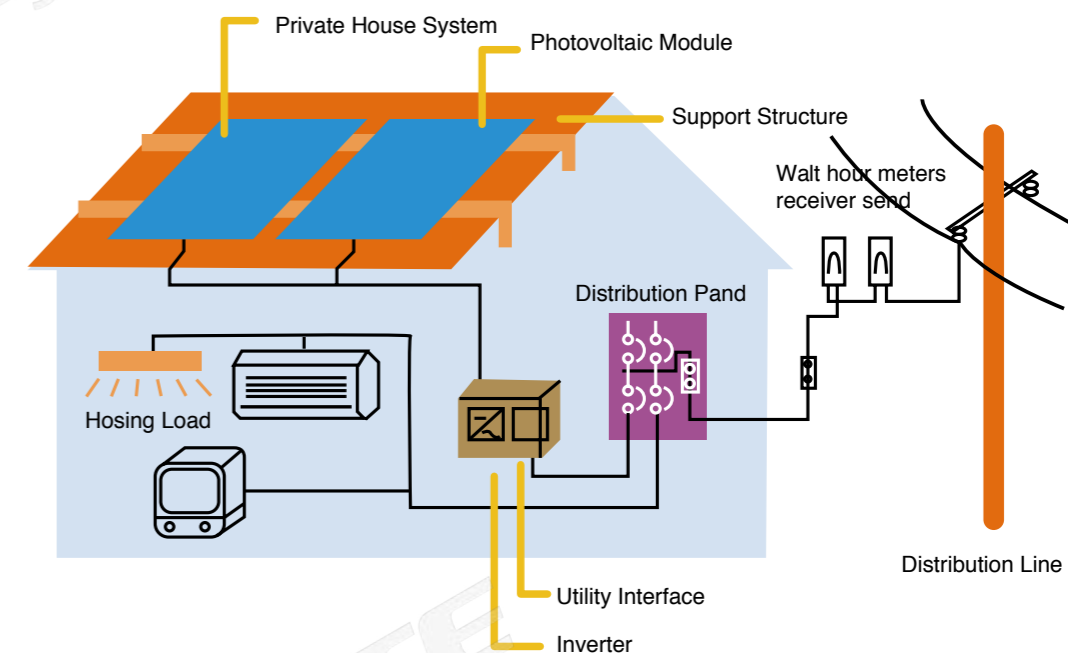 Private House System
Photovoltaic Module
Support Structure
Walt hour meters
receiver send
Distribution Pand
Hosing Load
Distribution Line
Utility Interface
Inverter